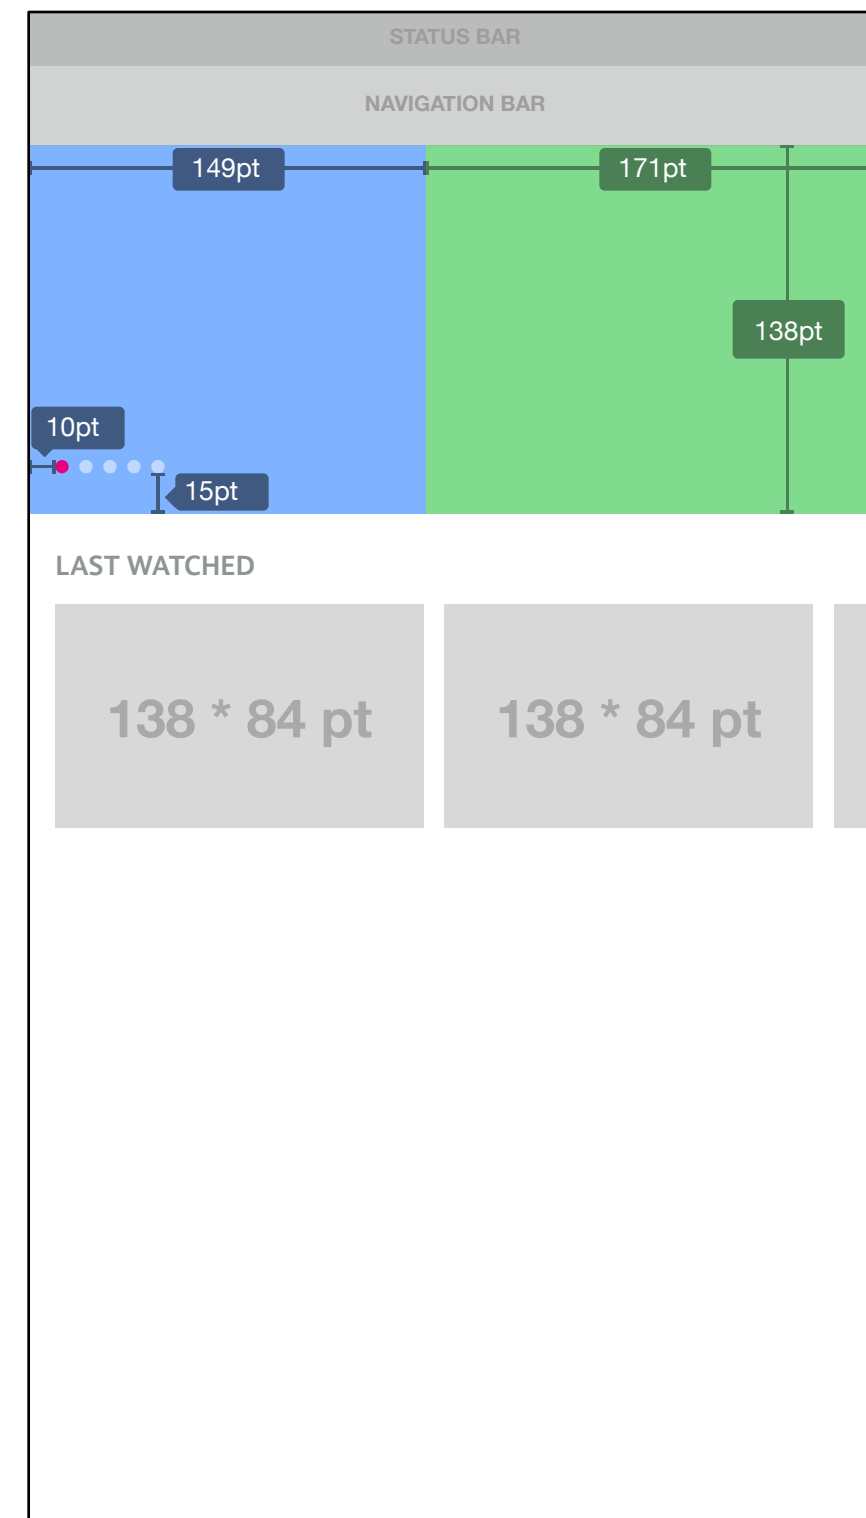 STATUS BAR
NAVIGATION BAR
149pt 171pt
138pt
10pt
15pt
LAST WATCHED
138 * 84 pt 138 * 84 pt